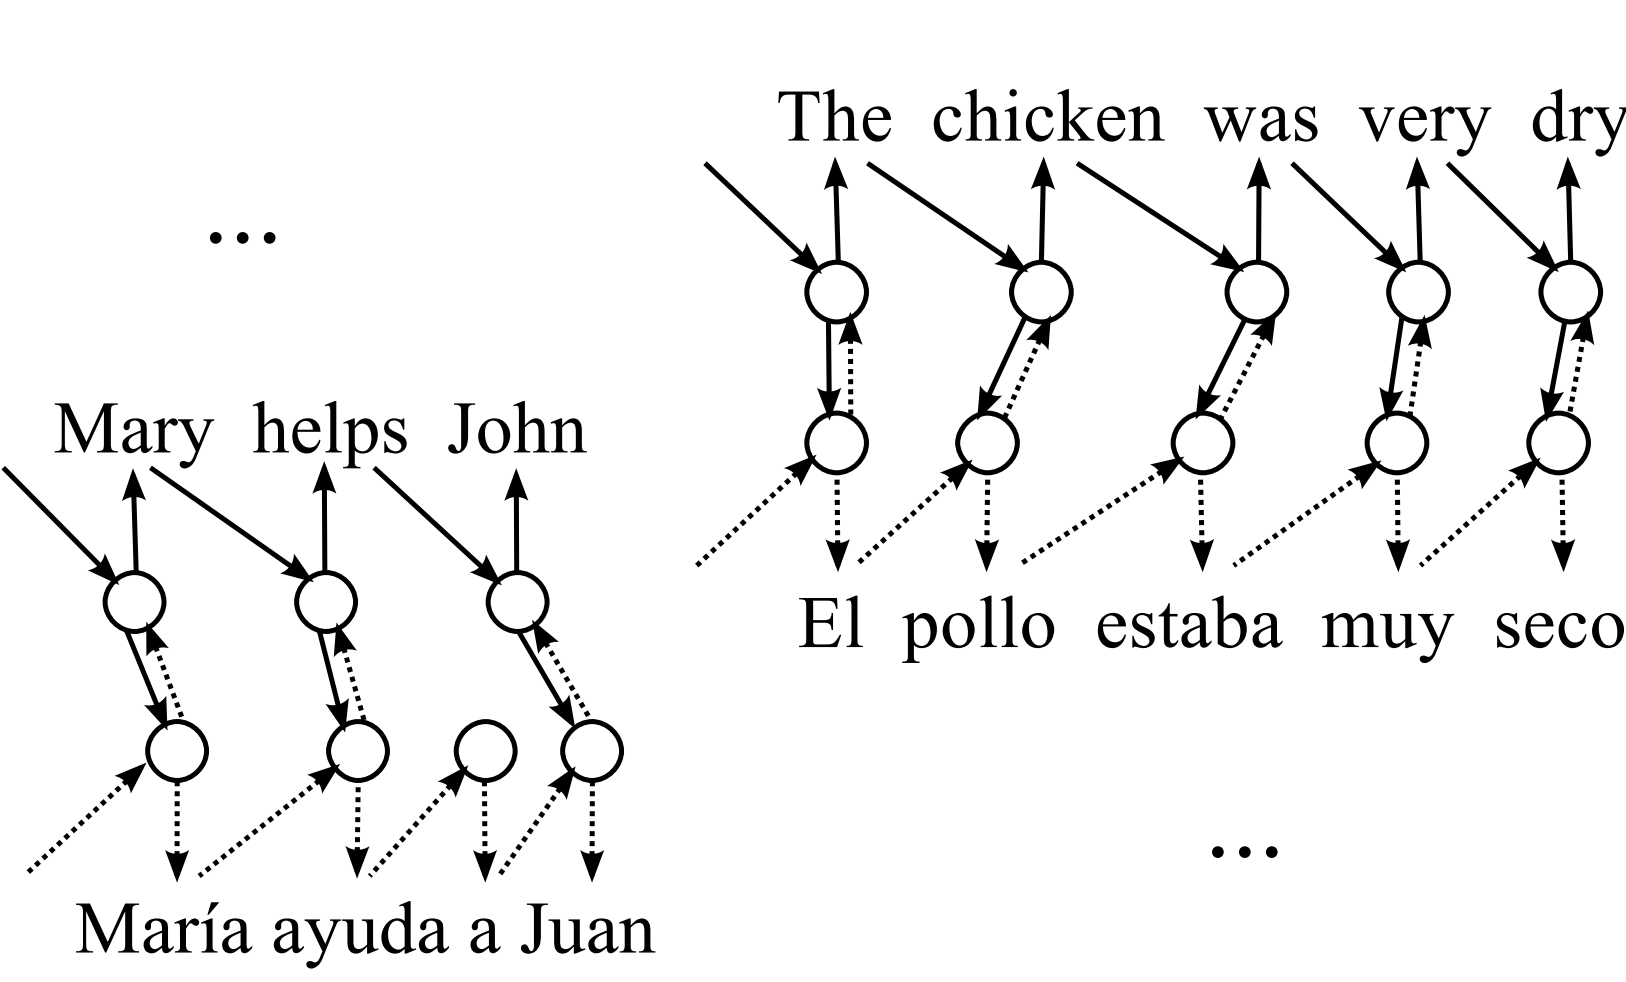 The chicken was very dry
...
Mary helps John
El pollo estaba muy seco
...
María ayuda a Juan